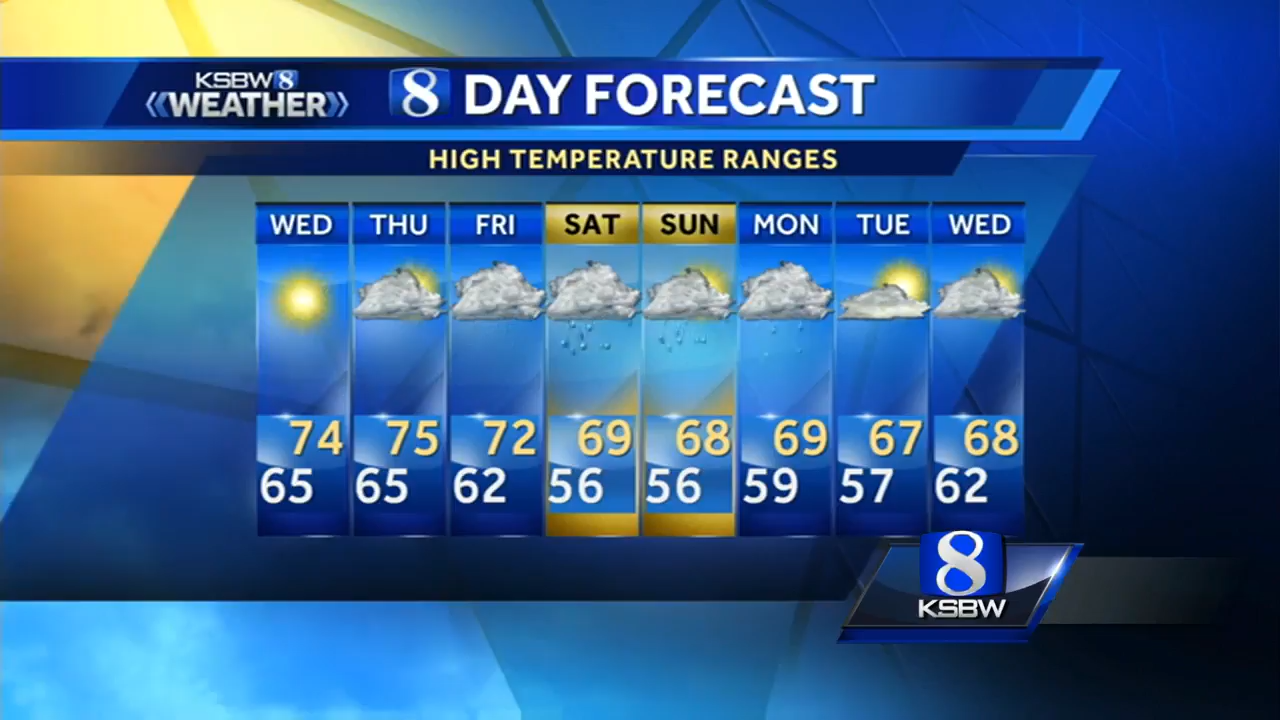 KSBW 8
WEATHER
8 DAY FORECAST
HIGH TEMPERATURE RANGES
WED THU FRI SAT SUN MON TUE WED
74 75 72 69 68 69 67 68
65 65 62 56 56 59 57 62
8
KSBW